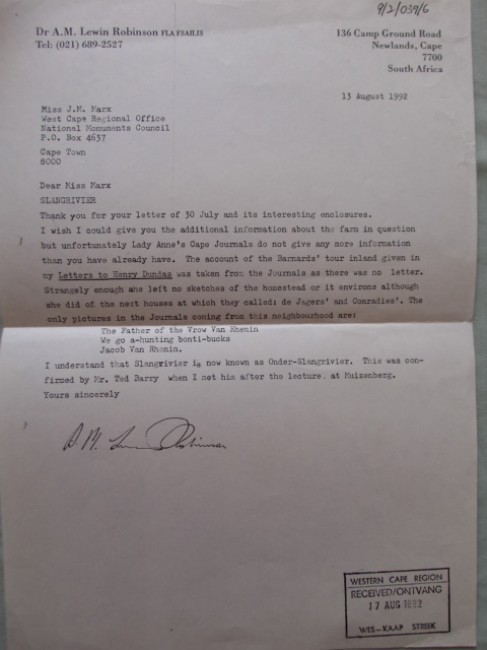 9/2/039/6
Dr A.M. Lewin Robinson FLA FSAILIS
Tel: (021) 689-2527
136 Camp Ground Road
Newlands, Cape
7700
South Africa
13 August 1992
Miss J.M. Marx
West Cape Regional Office
National Monuments Council
P.O. Box 4637
Cape Town
8000
Dear Miss Marx
SLANGRIVIER
Thank you for your letter of 30 July and its interesting enclosures.
I wish I could give you the additional information about the farm in question
but unfortunately Lady Anne's Cape Journals do not give any more information
than you have already have. The account of the Barnards' tour inland given in
my Letters to Henry Dundas was taken from the Journals as there was no letter.
Strangely enough she left no sketches of the homestead or it environs although
she did of the next houses at which they called: de Jagers' and Conradies'. The
only pictures in the Journals coming from this neighbourhood are:
The Father of the Vrow Van Rhenin
We go a-hunting bonti-bucks
Jacob Van Rhenin.
I understand that Slangrivier is now known as Onder-Slangrivier. This was con-
firmed by Mr. Ted Barry when I met him after the lecture at Muizenberg.
Yours sincerely
A. M. Lewin Robinson
WESTERN CAPE REGION
RECEIVED/ONTVANG
17 AUG 1992
WES-KAAP STREEK